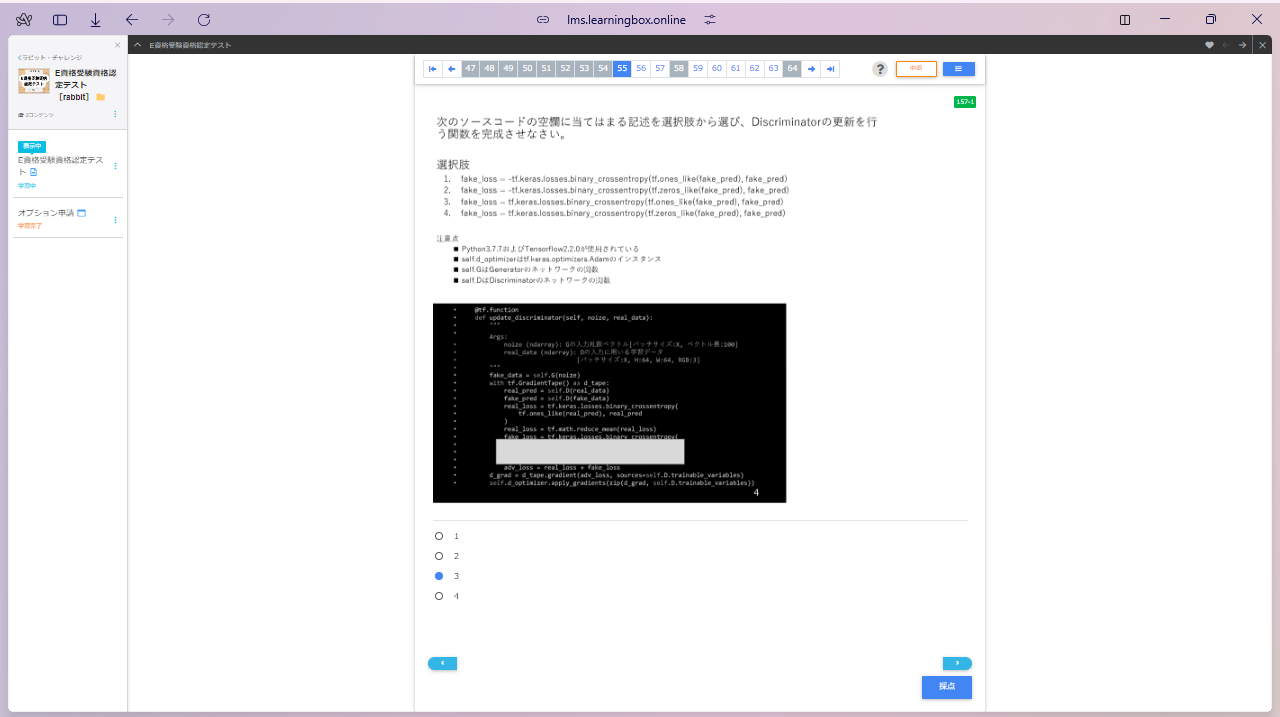 E資格受験資格認定テスト
ラビット・チャレンジ
E資格受験資格認定テスト
[rabbit]
コンテンツ
表示中
E資格受験資格認定テスト
学習中
オプション申請
学習完了
47 48 49 50 51 52 53 54 55 56 57 58 59 60 61 62 63 64
?
中断
157-1
次のソースコードの空欄に当てはまる記述を選択肢から選び、Discriminatorの更新を行
う関数を完成させなさい。
選択肢
1. fake_loss = -tf.keras.losses.binary_crossentropy(tf.ones_like(fake_pred), fake_pred)
2. fake_loss = -tf.keras.losses.binary_crossentropy(tf.zeros_like(fake_pred), fake_pred)
3. fake_loss = tf.keras.losses.binary_crossentropy(tf.ones_like(fake_pred), fake_pred)
4. fake_loss = tf.keras.losses.binary_crossentropy(tf.zeros_like(fake_pred), fake_pred)
注意点
■ Python3.7.7およびTensorflow2.2.0が使用されている
■ self.d_optimizerはtf.keras.optimizers.Adamのインスタンス
■ self.GはGeneratorのネットワークの関数
■ self.DはDiscriminatorのネットワークの関数
@tf.function
def update_discriminator(self, noize, real_data):
"""
Args:
noize (ndarray): Gの入力乱数ベクトル[バッチサイズ:X, ベクトル長:100]
real_data (ndarray): Dの入力に用いる学習データ
[バッチサイズ:X, H:64, W:64, RGB:3]
"""
fake_data = self.G(noize)
with tf.GradientTape() as d_tape:
real_pred = self.D(real_data)
fake_pred = self.D(fake_data)
real_loss = tf.keras.losses.binary_crossentropy(
tf.ones_like(real_pred), real_pred
)
real_loss = tf.math.reduce_mean(real_loss)
fake_loss = tf.keras.losses.binary_crossentropy(
adv_loss = real_loss + fake_loss
d_grad = d_tape.gradient(adv_loss, sources=self.D.trainable_variables)
self.d_optimizer.apply_gradients(zip(d_grad, self.D.trainable_variables))
4
1
2
3
4
採点